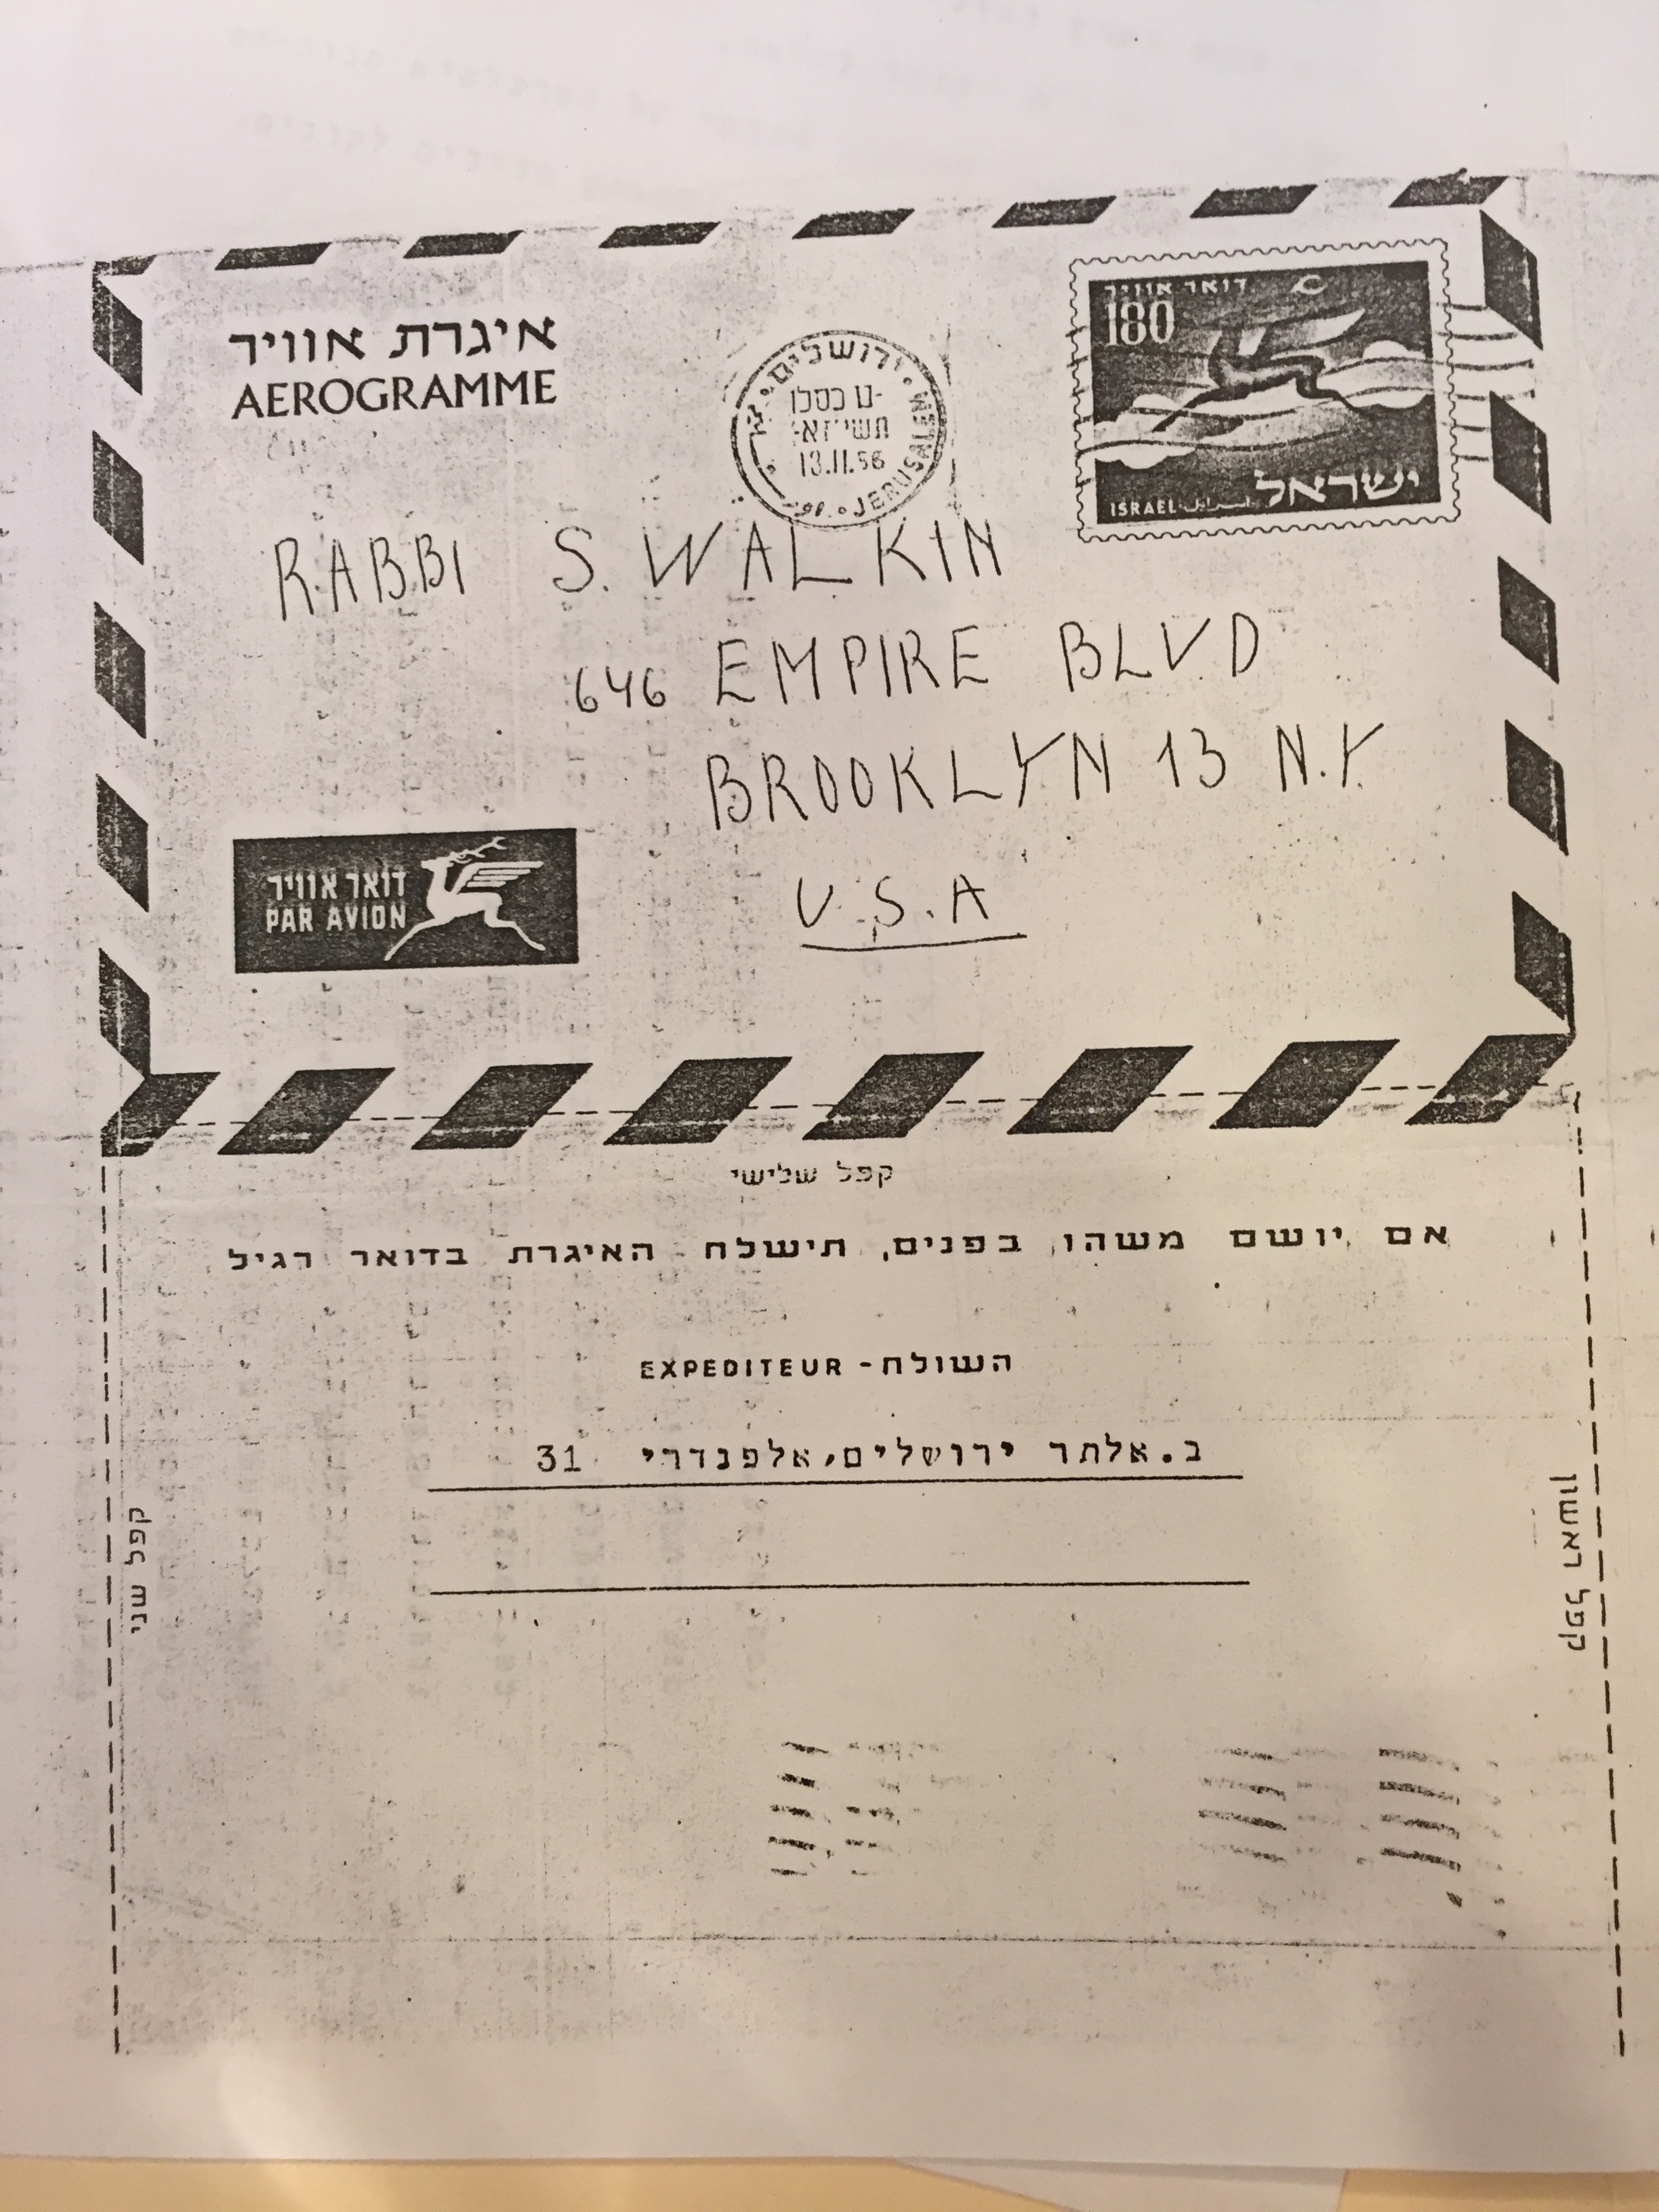 איגרת אוויר
AEROGRAMME
ירושלים
JERUSALEM
ט כסלו
תשי"ז
13.11.56
דואר אוויר
180
ISRAEL اسرائيل ישראל
RABBI S. WALKIN
646 EMPIRE BLVD
BROOKLYN 13 N.Y.
U.S.A
דואר אוויר
PAR AVION
קפל שלישי
אם יושם משהו בפנים, תישלח האיגרת בדואר רגיל
השולח - EXPEDITEUR
ב.אלתר ירושלים,אלפנדרי 31
קפל ראשון
קפל שני